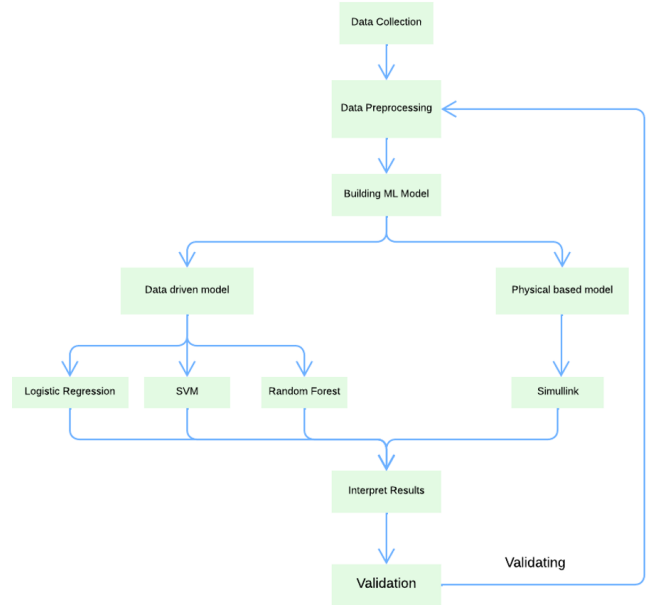 Data Collection
Data Preprocessing
Building ML Model
Data driven model
Physical based model
Logistic Regression
SVM
Random Forest
Simullink
Interpret Results
Validating
Validation